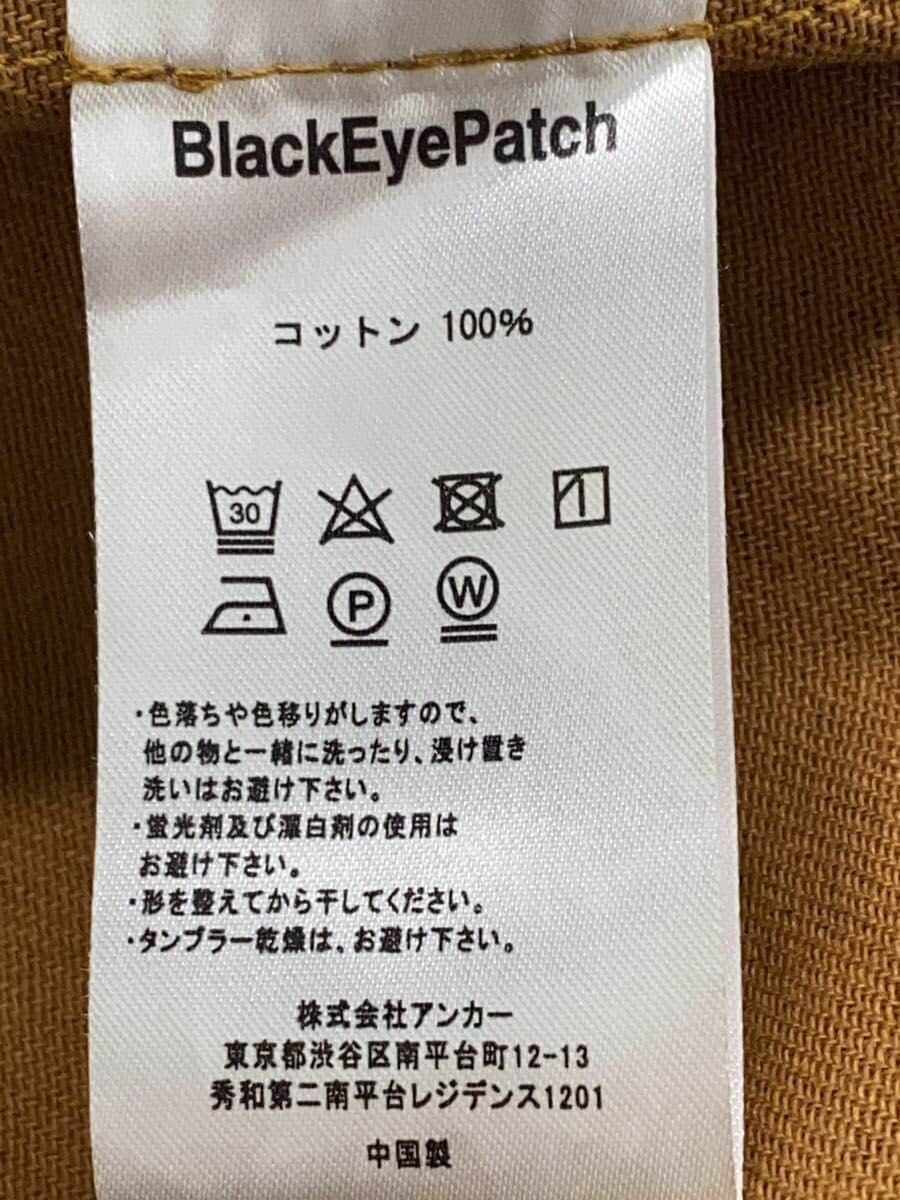 BlackEyePatch
コットン 100%
30
P
W
・色落ちや色移りがしますので、
他の物と一緒に洗ったり、浸け置き
洗いはお避け下さい。
・蛍光剤及び漂白剤の使用は
お避け下さい。
・形を整えてから干してください。
・タンブラー乾燥は、お避け下さい。
株式会社アンカー
東京都渋谷区南平台町12-13
秀和第二南平台レジデンス1201
中国製